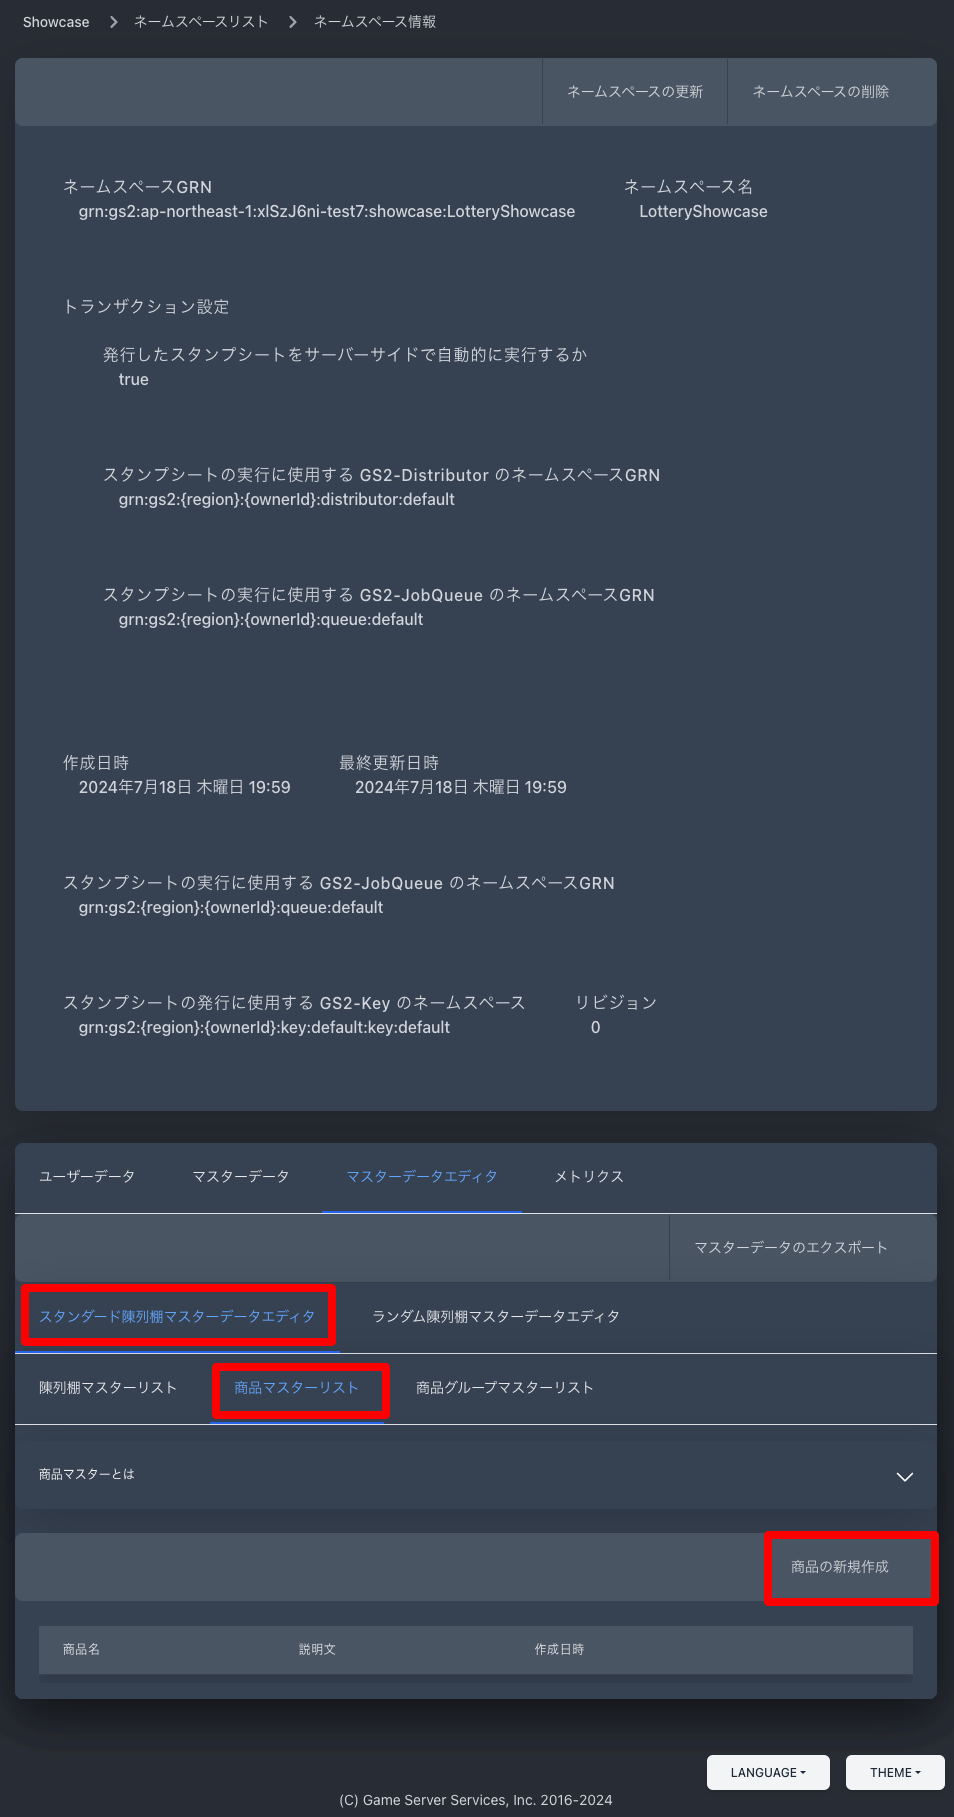 Showcase > ネームスペースリスト > ネームスペース情報
ネームスペースの更新 ネームスペースの削除
ネームスペースGRN ネームスペース名
grn:gs2:ap-northeast-1:xlSzJ6ni-test7:showcase:LotteryShowcase LotteryShowcase
トランザクション設定
発行したスタンプシートをサーバーサイドで自動的に実行するか
true
スタンプシートの実行に使用する GS2-Distributor のネームスペースGRN
grn:gs2:{region}:{ownerId}:distributor:default
スタンプシートの実行に使用する GS2-JobQueue のネームスペースGRN
grn:gs2:{region}:{ownerId}:queue:default
作成日時 最終更新日時
2024年7月18日 木曜日 19:59 2024年7月18日 木曜日 19:59
スタンプシートの実行に使用する GS2-JobQueue のネームスペースGRN
grn:gs2:{region}:{ownerId}:queue:default
スタンプシートの発行に使用する GS2-Key のネームスペース リビジョン
grn:gs2:{region}:{ownerId}:key:default:key:default 0
ユーザーデータ マスターデータ マスターデータエディタ メトリクス
マスターデータのエクスポート
スタンダード陳列棚マスターデータエディタ ランダム陳列棚マスターデータエディタ
陳列棚マスターリスト 商品マスターリスト 商品グループマスターリスト
商品マスターとは
商品の新規作成
商品名 説明文 作成日時
LANGUAGE THEME
(C) Game Server Services, Inc. 2016-2024